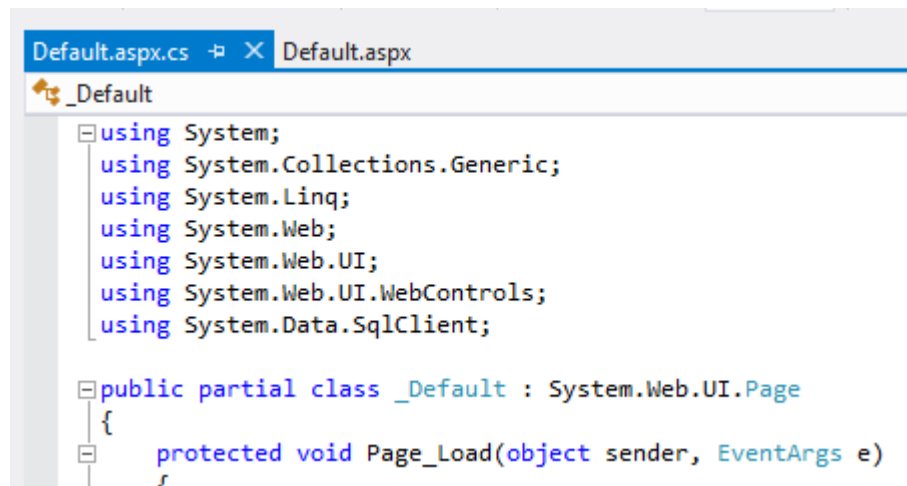 Default.aspx.cs Default.aspx
_Default
using System;
using System.Collections.Generic;
using System.Linq;
using System.Web;
using System.Web.UI;
using System.Web.UI.WebControls;
using System.Data.SqlClient;
public partial class _Default : System.Web.UI.Page
{
protected void Page_Load(object sender, EventArgs e)
{